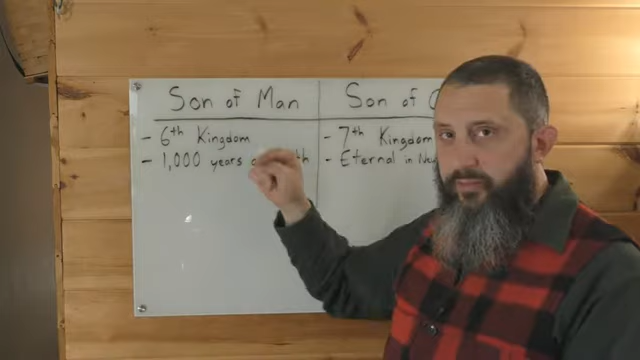 Son of Man
- 6th Kingdom
- 1,000 years
Son of
- 7th Kingdom
- Eternal in